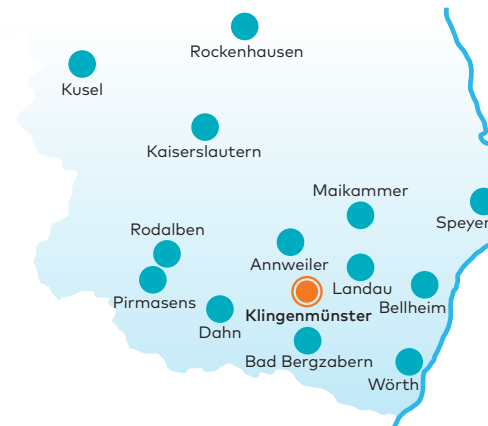 Rockenhausen
Kusel
Kaiserslautern
Maikammer
Speyer
Rodalben
Annweiler
Landau
Pirmasens
Bellheim
Klingenmünster
Dahn
Bad Bergzabern
Wörth